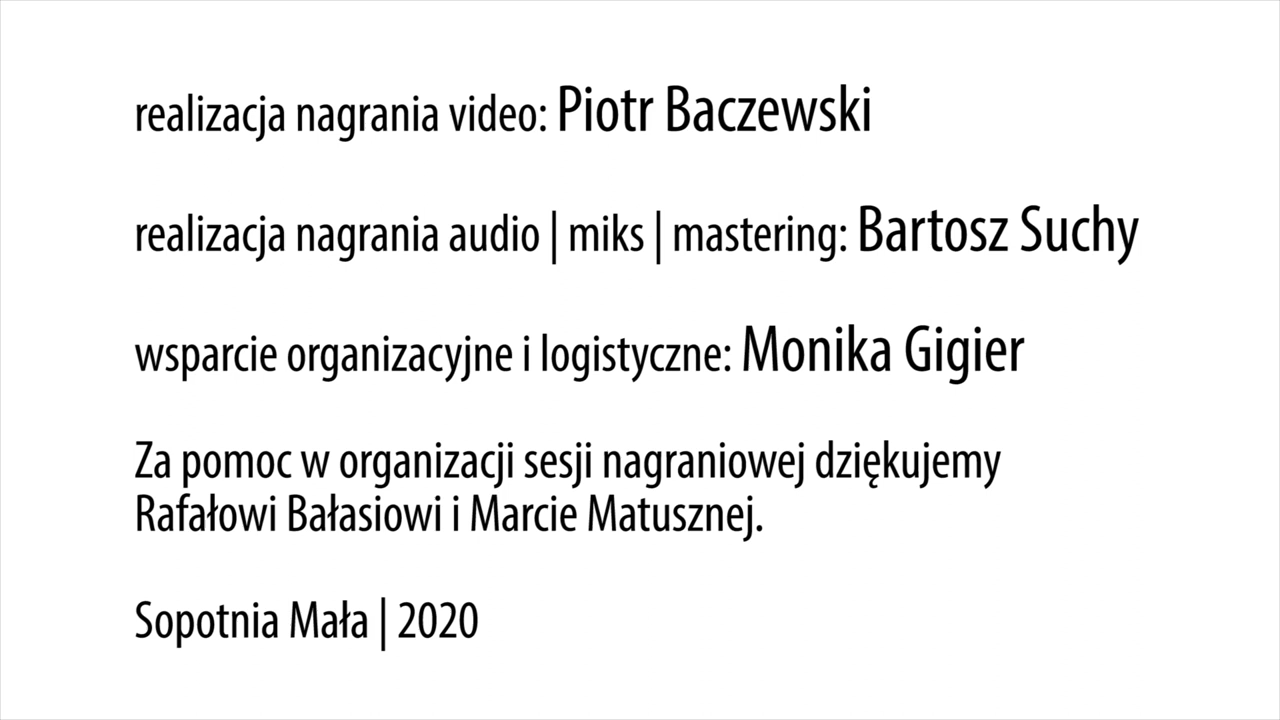 realizacja nagrania video: Piotr Baczewski
realizacja nagrania audio | miks | mastering: Bartosz Suchy
wsparcie organizacyjne i logistyczne: Monika Gigier
Za pomoc w organizacji sesji nagraniowej dziękujemy
Rafałowi Bałasiowi i Marcie Matusznej.
Sopotnia Mała | 2020